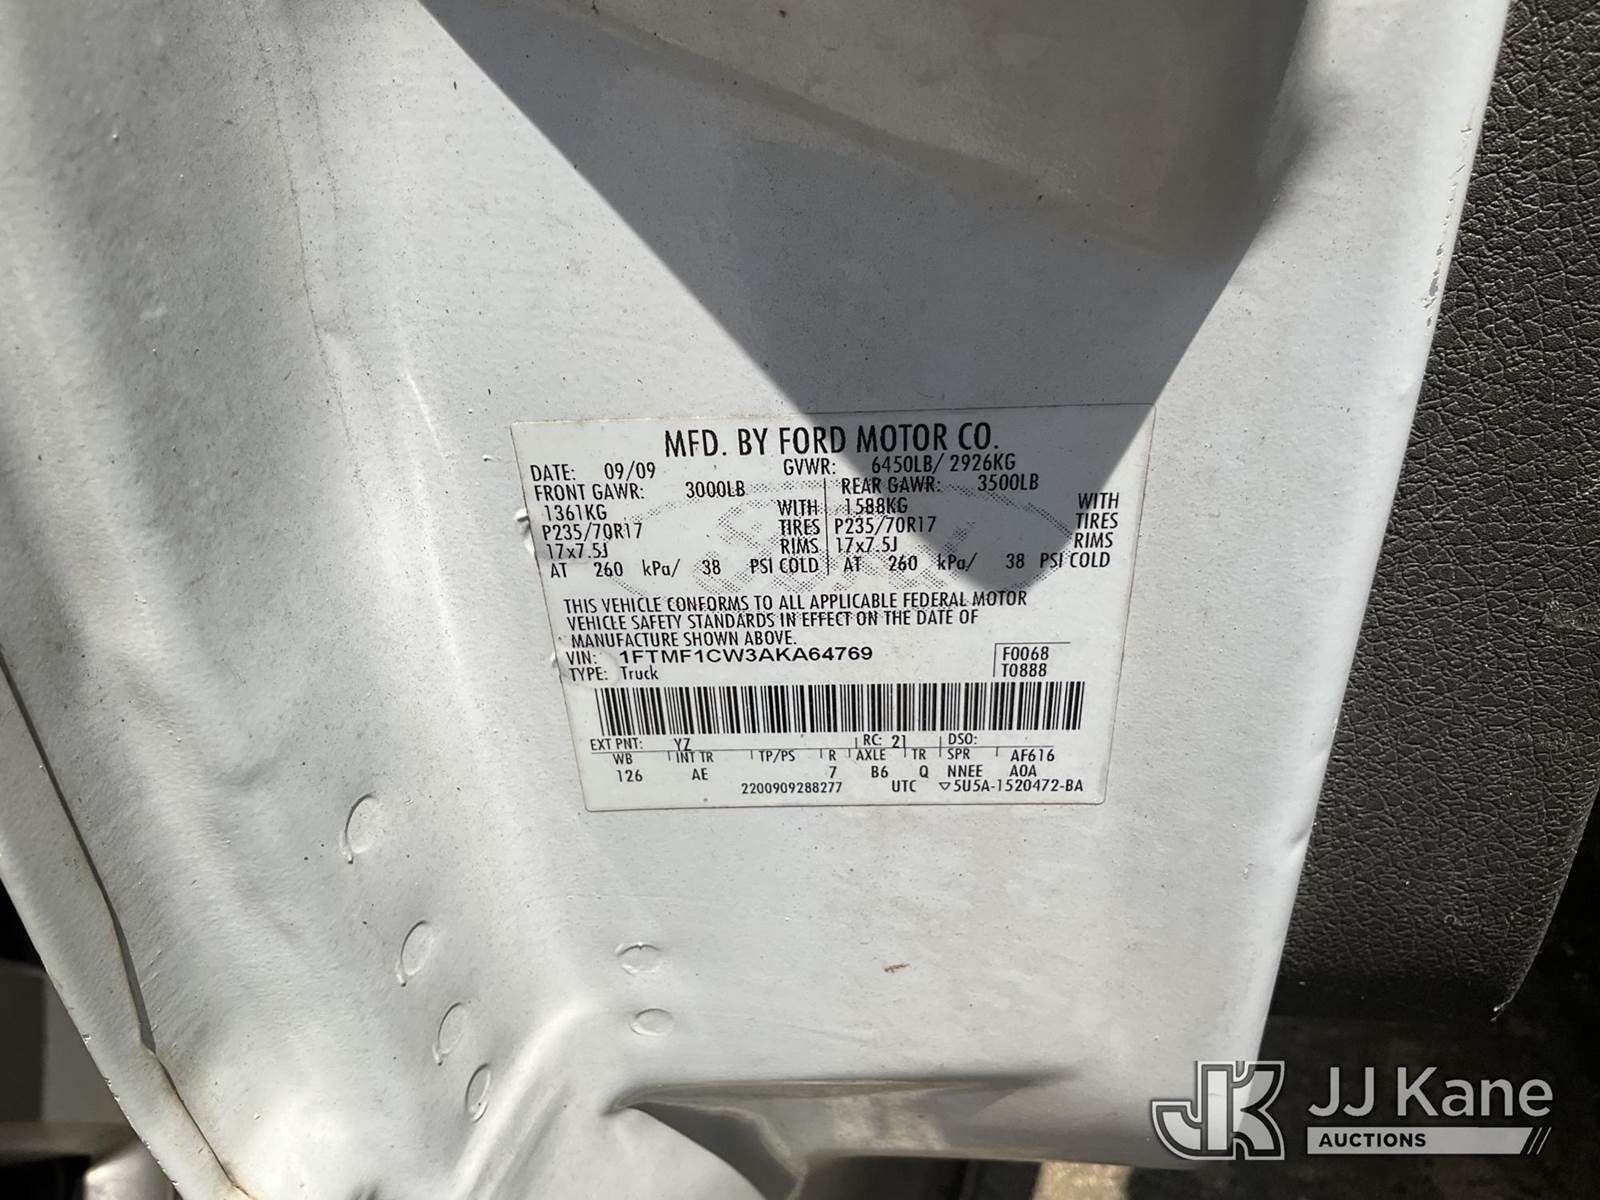 MFD. BY FORD MOTOR CO.
DATE: 09/09 GVWR: 6450LB/ 2926KG
FRONT GAWR: 3000LB REAR GAWR: 3500LB
1361KG WITH 1588KG WITH
P235/70R17 TIRES P235/70R17 TIRES
17x7.5J RIMS 17x7.5J RIMS
AT 260 kPa/ 38 PSI COLD AT 260 kPa/ 38 PSI COLD
THIS VEHICLE CONFORMS TO ALL APPLICABLE FEDERAL MOTOR
VEHICLE SAFETY STANDARDS IN EFFECT ON THE DATE OF
MANUFACTURE SHOWN ABOVE.
VIN: 1FTMF1CW3AKA64769 F0068
TYPE: Truck T0888
EXT PNT: YZ RC: 21 DSO:
WB INT TR TP/PS R AXLE TR SPR AF616
126 AE 7 B6 Q NNEE A0A
2200909288277 UTC ▽5U5A-1520472-BA
JK JJ Kane
AUCTIONS